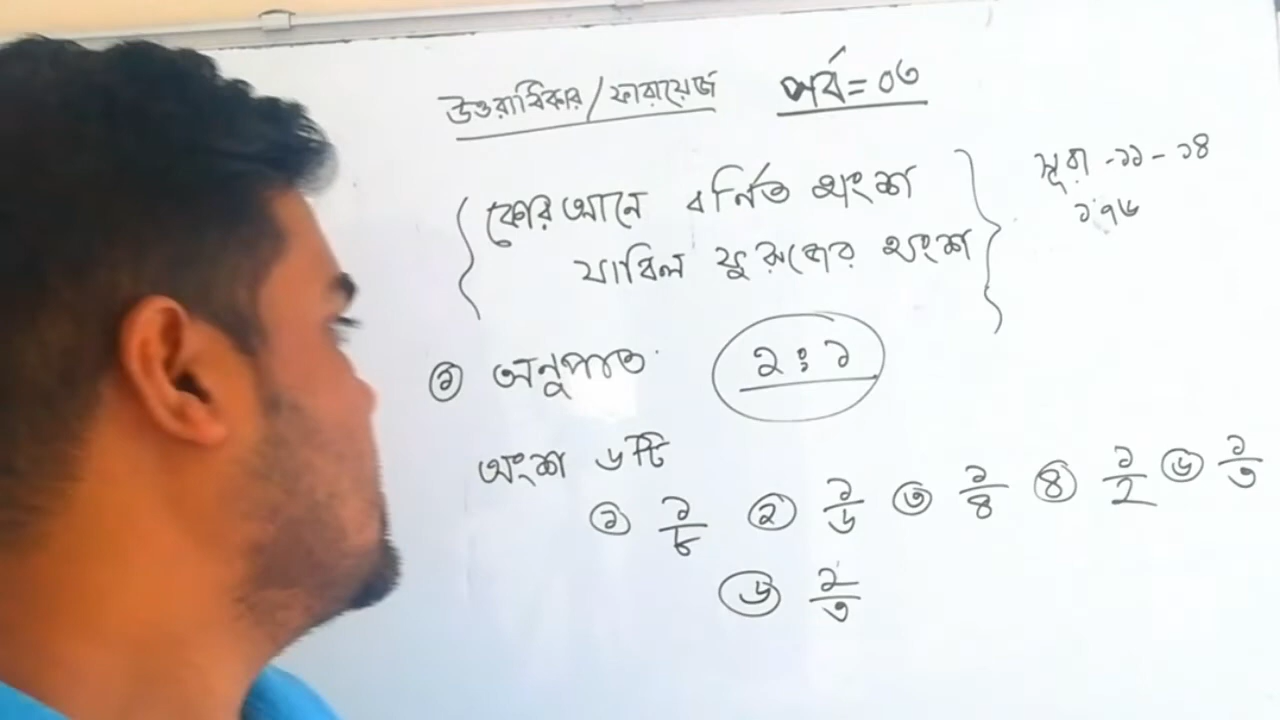 উত্তরাধিকার / ফারায়েজ পর্ব = ০৩
কোরআনে বর্নিত অংশ
যাবিল ফুরুজের অংশ
সূরা - ১১ - ১৪
১৭৬
১ অনুপাত ২ : ১
অংশ ৬টি
১ ১/৮ ২ ১/৬ ৩ ১/৪ ৪ ১/2 ৬ ১/৩
৬ ২/৩